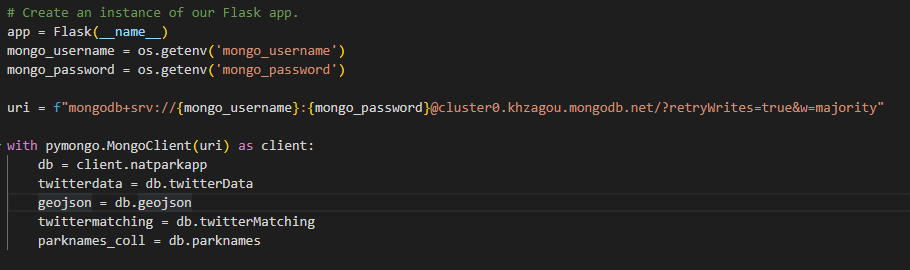 # Create an instance of our Flask app.
app = Flask(__name__)
mongo_username = os.getenv('mongo_username')
mongo_password = os.getenv('mongo_password')
uri = f"mongodb+srv://{mongo_username}:{mongo_password}@cluster0.khzagou.mongodb.net/?retryWrites=true&w=majority"
with pymongo.MongoClient(uri) as client:
    db = client.natparkapp
    twitterdata = db.twitterData
    geojson = db.geojson
    twittermatching = db.twitterMatching
    parknames_coll = db.parknames